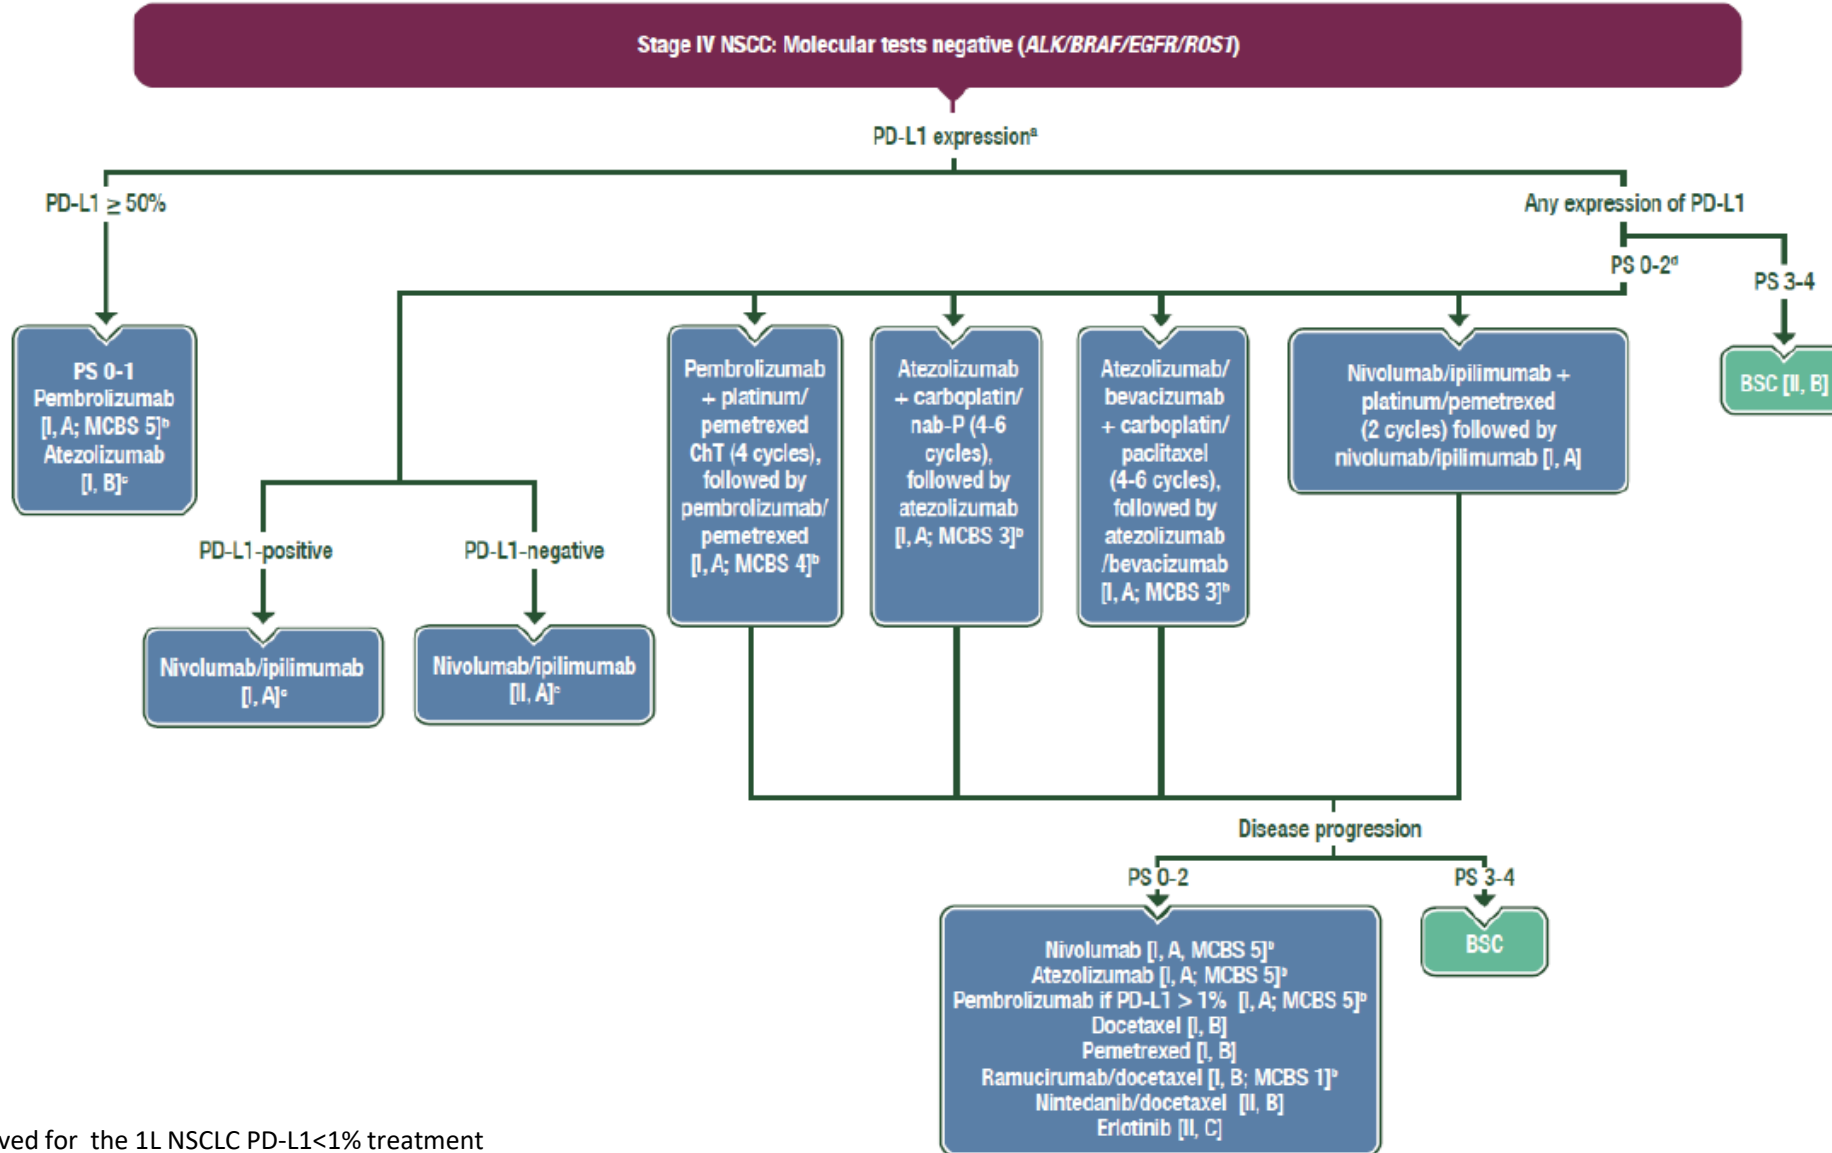 Stage IV NSCC: Molecular tests negative (ALK/BRAF/EGFR/ROS1)
PD-L1 expressionᵃ
PD-L1 ≥ 50%
Any expression of PD-L1
PS 0-2ᵈ
PS 3-4
PS 0-1
Pembrolizumab
[I, A; MCBS 5]ᵇ
Atezolizumab
[I, B]ᶜ
Pembrolizumab
+ platinum/
pemetrexed
ChT (4 cycles),
followed by
pembrolizumab/
pemetrexed
[I, A; MCBS 4]ᵇ
Atezolizumab
+ carboplatin/
nab-P (4-6
cycles),
followed by
atezolizumab
[I, A; MCBS 3]ᵇ
Atezolizumab/
bevacizumab
+ carboplatin/
paclitaxel
(4-6 cycles),
followed by
atezolizumab
/bevacizumab
[I, A; MCBS 3]ᵇ
Nivolumab/ipilimumab +
platinum/pemetrexed
(2 cycles) followed by
nivolumab/ipilimumab [I, A]
BSC [II, B]
PD-L1-positive
PD-L1-negative
Nivolumab/ipilimumab
[I, A]ᶜ
Nivolumab/ipilimumab
[II, A]ᶜ
Disease progression
PS 0-2
PS 3-4
Nivolumab [I, A, MCBS 5]ᵇ
Atezolizumab [I, A; MCBS 5]ᵇ
Pembrolizumab if PD-L1 > 1% [I, A; MCBS 5]ᵇ
Docetaxel [I, B]
Pemetrexed [I, B]
Ramucirumab/docetaxel [I, B; MCBS 1]ᵇ
Nintedanib/docetaxel [II, B]
Erlotinib [II, C]
BSC
ved for the 1L NSCLC PD-L1<1% treatment